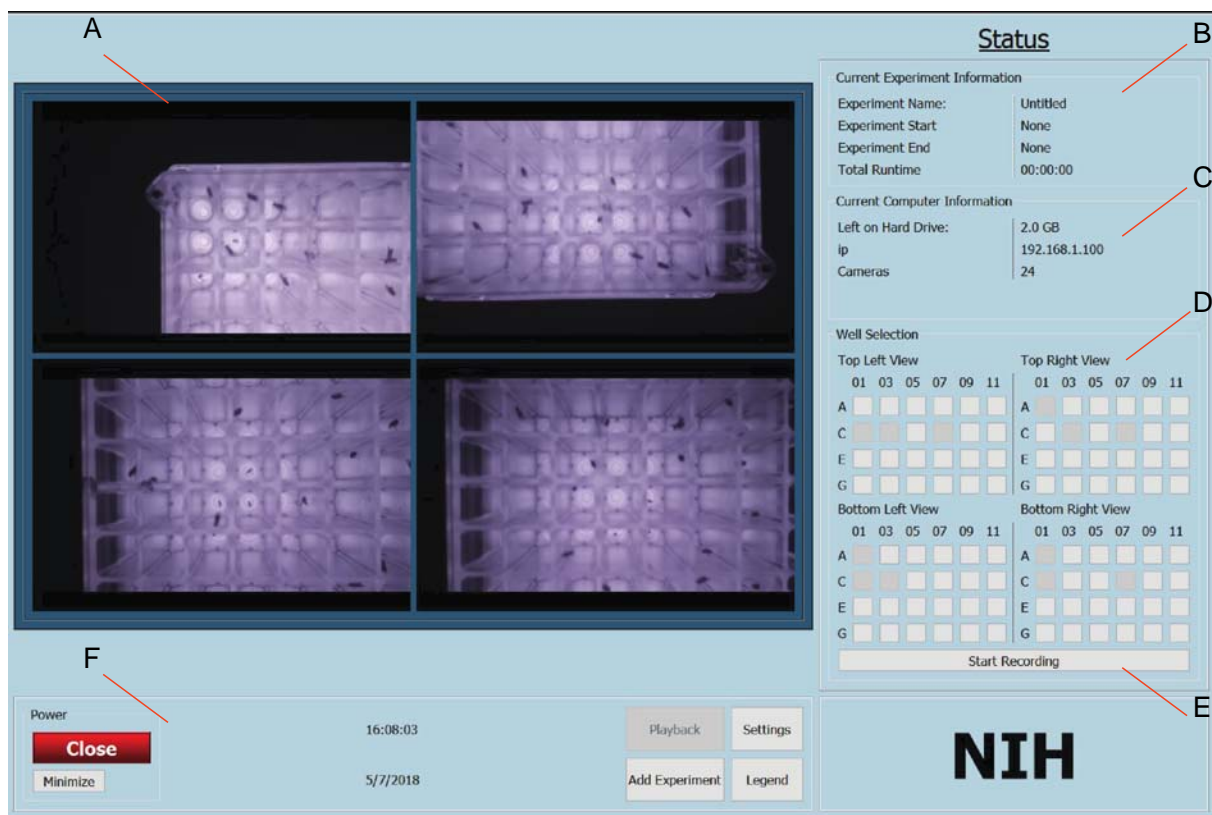 A
B
Status
Current Experiment Information
Experiment Name: Untitled
Experiment Start None
Experiment End None
Total Runtime 00:00:00
C
Current Computer Information
Left on Hard Drive: 2.0 GB
ip 192.168.1.100
Cameras 24
D
Well Selection
Top Left View Top Right View
01 03 05 07 09 11 01 03 05 07 09 11
A A
C C
E E
G G
Bottom Left View Bottom Right View
01 03 05 07 09 11 01 03 05 07 09 11
A A
C C
E E
G G
Start Recording
E
F
Power
Close
Minimize
16:08:03
5/7/2018
Playback Settings
Add Experiment Legend
NIH